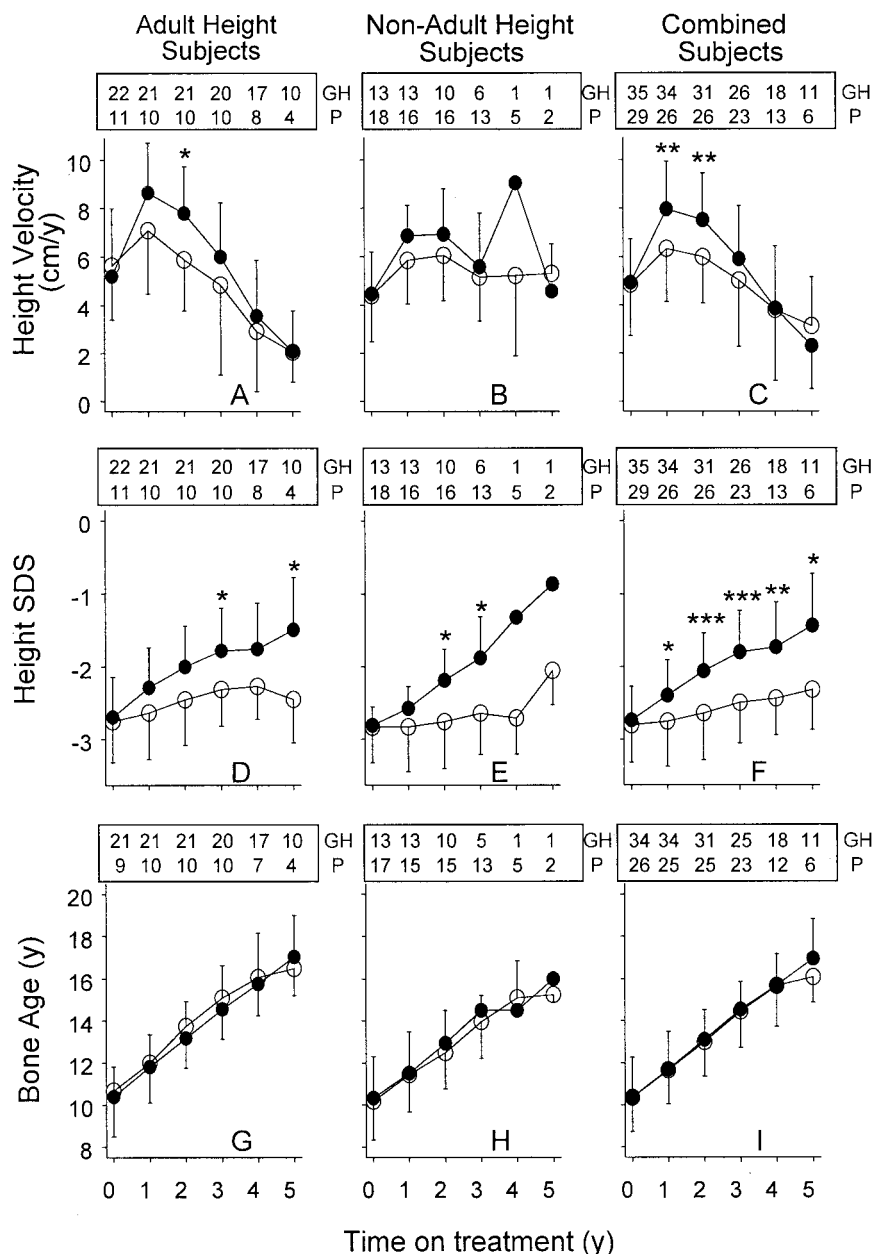 Adult Height Subjects
Non-Adult Height Subjects
Combined Subjects
22 21 21 20 17 10
11 10 10 10 8 4
GH
P
13 13 10 6 1 1
18 16 16 13 5 2
GH
P
35 34 31 26 18 11
29 26 26 23 13 6
GH
P
Height Velocity (cm/y)
10
8
6
4
2
0
*
A
B
** **
C
22 21 21 20 17 10
11 10 10 10 8 4
GH
P
13 13 10 6 1 1
18 16 16 13 5 2
GH
P
35 34 31 26 18 11
29 26 26 23 13 6
GH
P
Height SDS
0
-1
-2
-3
* *
D
* *
E
* *** *** ** *
F
21 21 21 20 17 10
9 10 10 10 7 4
GH
P
13 13 10 5 1 1
17 15 15 13 5 2
GH
P
34 34 31 25 18 11
26 25 25 23 12 6
GH
P
Bone Age (y)
20
18
16
14
12
10
8
G
H
I
0 1 2 3 4 5
0 1 2 3 4 5
0 1 2 3 4 5
Time on treatment (y)